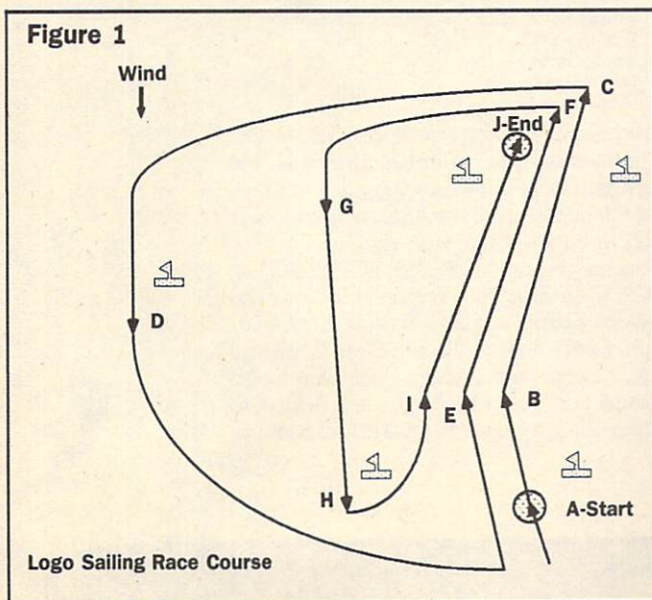 Figure 1
Wind
C
F
J-End
G
D
I
E
B
H
A-Start
Logo Sailing Race Course